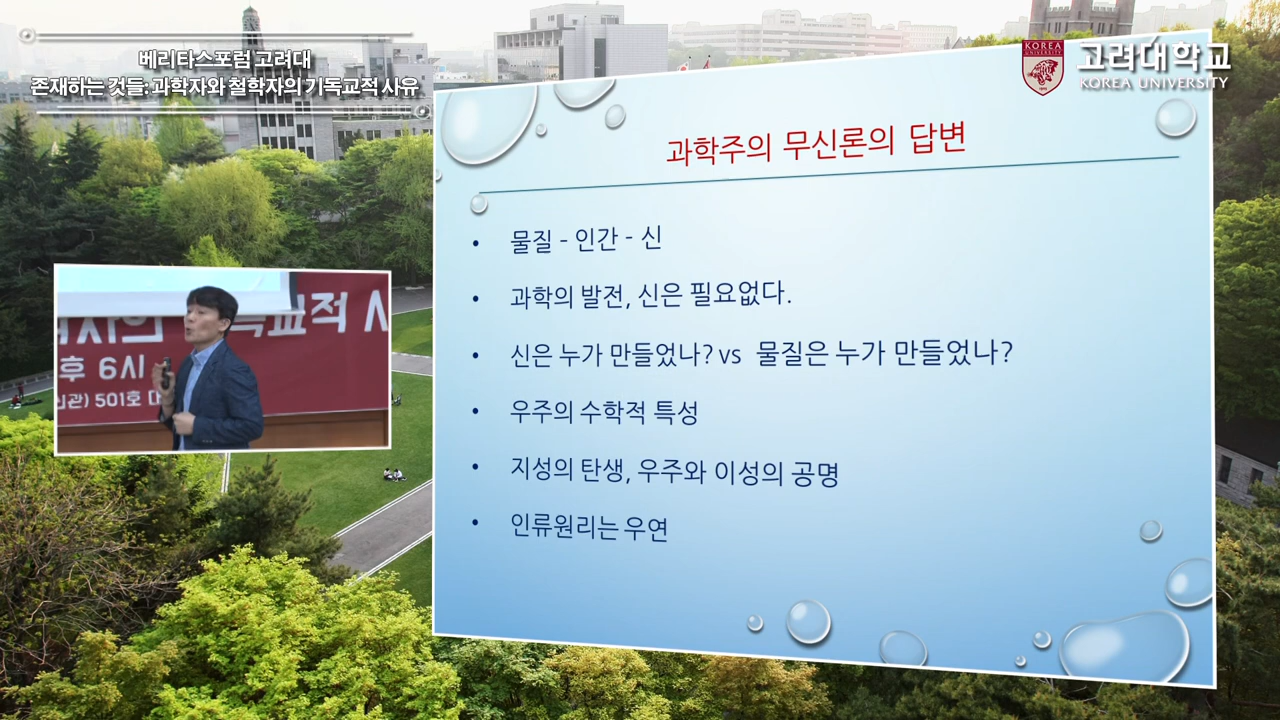 베리타스포럼 고려대
존재하는 것들: 과학자와 철학자의 기독교적 사유
KOREA
UNIVERSITY
고려대학교
KOREA UNIVERSITY
과학주의 무신론의 답변
• 물질 - 인간 - 신
• 과학의 발전, 신은 필요없다.
• 신은 누가 만들었나? vs 물질은 누가 만들었나?
• 우주의 수학적 특성
• 지성의 탄생, 우주와 이성의 공명
• 인류원리는 우연
교적 사
후 6시
신관) 501호 대